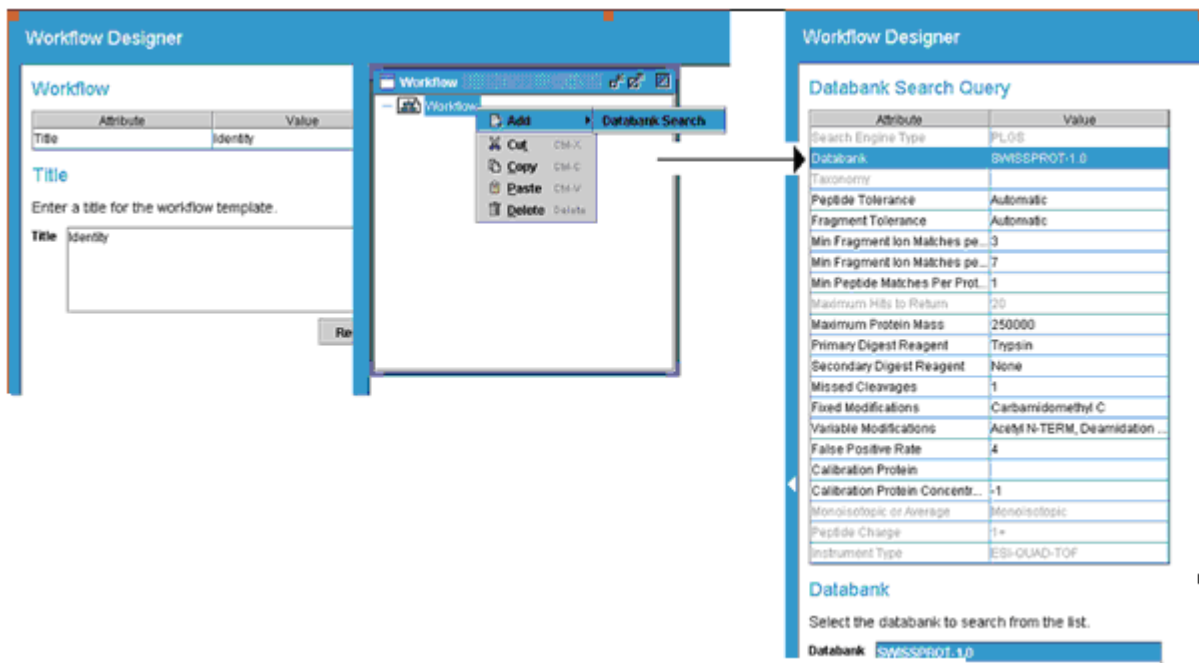 Workflow Designer
Workflow
Attribute Value
Title Identity
Title
Enter a title for the workflow template.
Title Identity
Re
Workflow
Workflow
Add Databank Search
Cut Ctrl-X
Copy Ctrl-C
Paste Ctrl-V
Delete Delete
Workflow Designer
Databank Search Query
Attribute Value
Search Engine Type PLGS
Databank SWISSPROT-1.0
Taxonomy
Peptide Tolerance Automatic
Fragment Tolerance Automatic
Min Fragment Ion Matches pe... 3
Min Fragment Ion Matches pe... 7
Min Peptide Matches Per Prot... 1
Maximum Hits to Return 20
Maximum Protein Mass 250000
Primary Digest Reagent Trypsin
Secondary Digest Reagent None
Missed Cleavages 1
Fixed Modifications Carbamidomethyl C
Variable Modifications Acetyl N-TERM, Deamidation ...
False Positive Rate 4
Calibration Protein
Calibration Protein Concentr... -1
Monoisotopic or Average Monoisotopic
Peptide Charge 1+
Instrument Type ESI-QUAD-TOF
Databank
Select the databank to search from the list.
Databank SWISSPROT-1.0